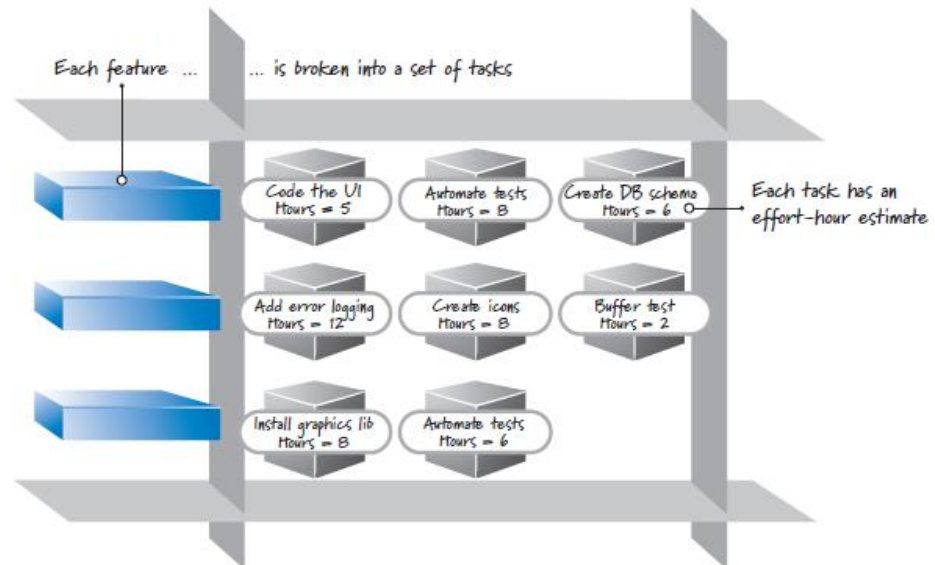 Each feature ... ... is broken into a set of tasks
Code the UI
Hours = 5
Automate tests
Hours = 8
Create DB schema
Hours = 6
Each task has an
effort-hour estimate
Add error logging
Hours = 12
Create icons
Hours = 8
Buffer test
Hours = 2
Install graphics lib
Hours = 8
Automate tests
Hours = 6